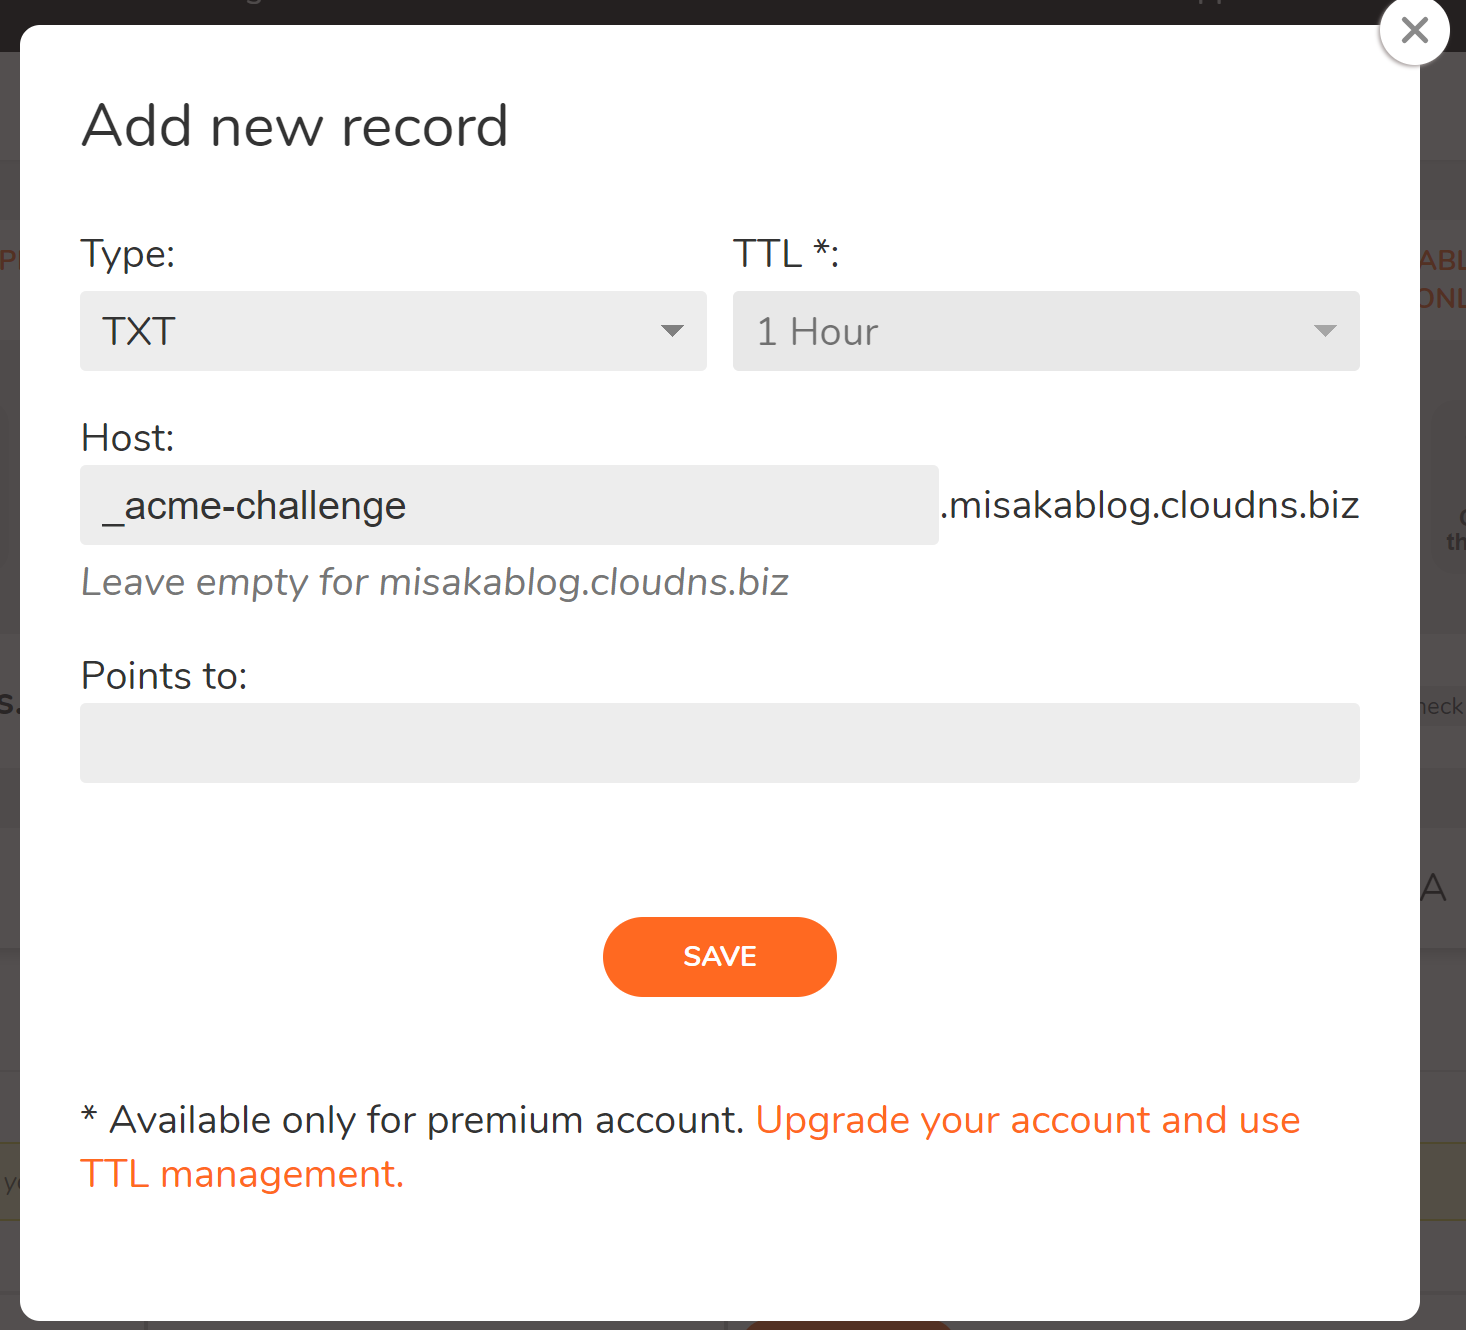 Add new record
Type:
TTL *:
TXT
1 Hour
Host:
_acme-challenge
.misakablog.cloudns.biz
Leave empty for misakablog.cloudns.biz
Points to:
SAVE
* Available only for premium account. Upgrade your account and use
TTL management.